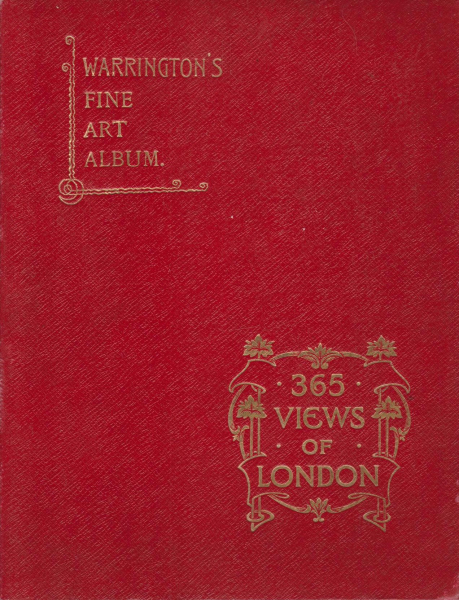 WARRINGTON'S
FINE
ART
ALBUM.
· 365 ·
VIEWS
· OF ·
LONDON